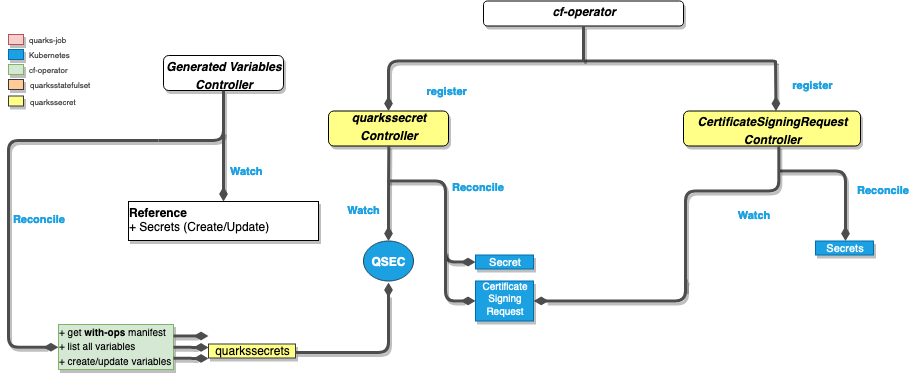 cf-operator
quarks-job
Kubernetes
cf-operator
quarksstatefulset
quarkssecret
Generated Variables
Controller
register
register
quarkssecret
Controller
CertificateSigningRequest
Controller
Watch
Reconcile
Reconcile
Watch
Reconcile
Watch
Reference
+ Secrets (Create/Update)
QSEC
Secret
Secrets
Certificate
Signing
Request
+ get with-ops manifest
+ list all variables
+ create/update variables
quarkssecrets